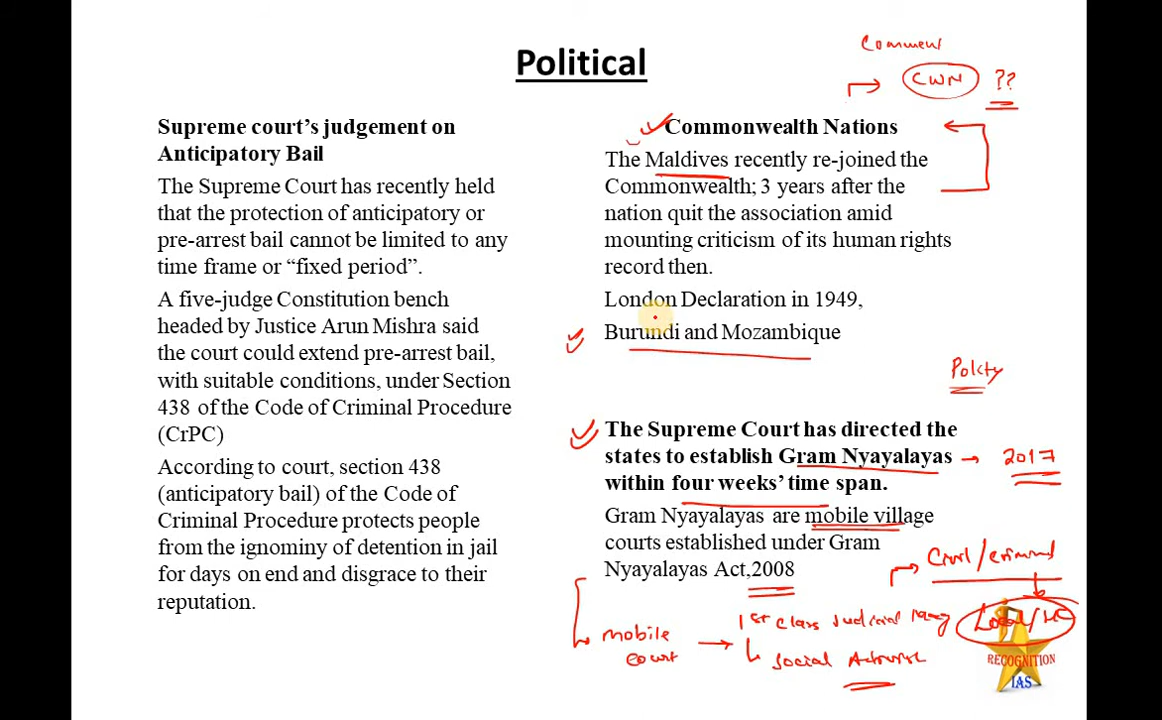 Political
Comment
CWN ??
Supreme court's judgement on
Anticipatory Bail
The Supreme Court has recently held
that the protection of anticipatory or
pre-arrest bail cannot be limited to any
time frame or “fixed period”.
A five-judge Constitution bench
headed by Justice Arun Mishra said
the court could extend pre-arrest bail,
with suitable conditions, under Section
438 of the Code of Criminal Procedure
(CrPC)
According to court, section 438
(anticipatory bail) of the Code of
Criminal Procedure protects people
from the ignominy of detention in jail
for days on end and disgrace to their
reputation.
Commonwealth Nations
The Maldives recently re-joined the
Commonwealth; 3 years after the
nation quit the association amid
mounting criticism of its human rights
record then.
London Declaration in 1949,
Burundi and Mozambique
Polity
The Supreme Court has directed the
states to establish Gram Nyayalayas → 2017
within four weeks' time span.
Gram Nyayalayas are mobile village
courts established under Gram
Nyayalayas Act,2008
Civil/criminal
mobile
court
1st class Judicial
Social Activist
RECOGNITION
IAS